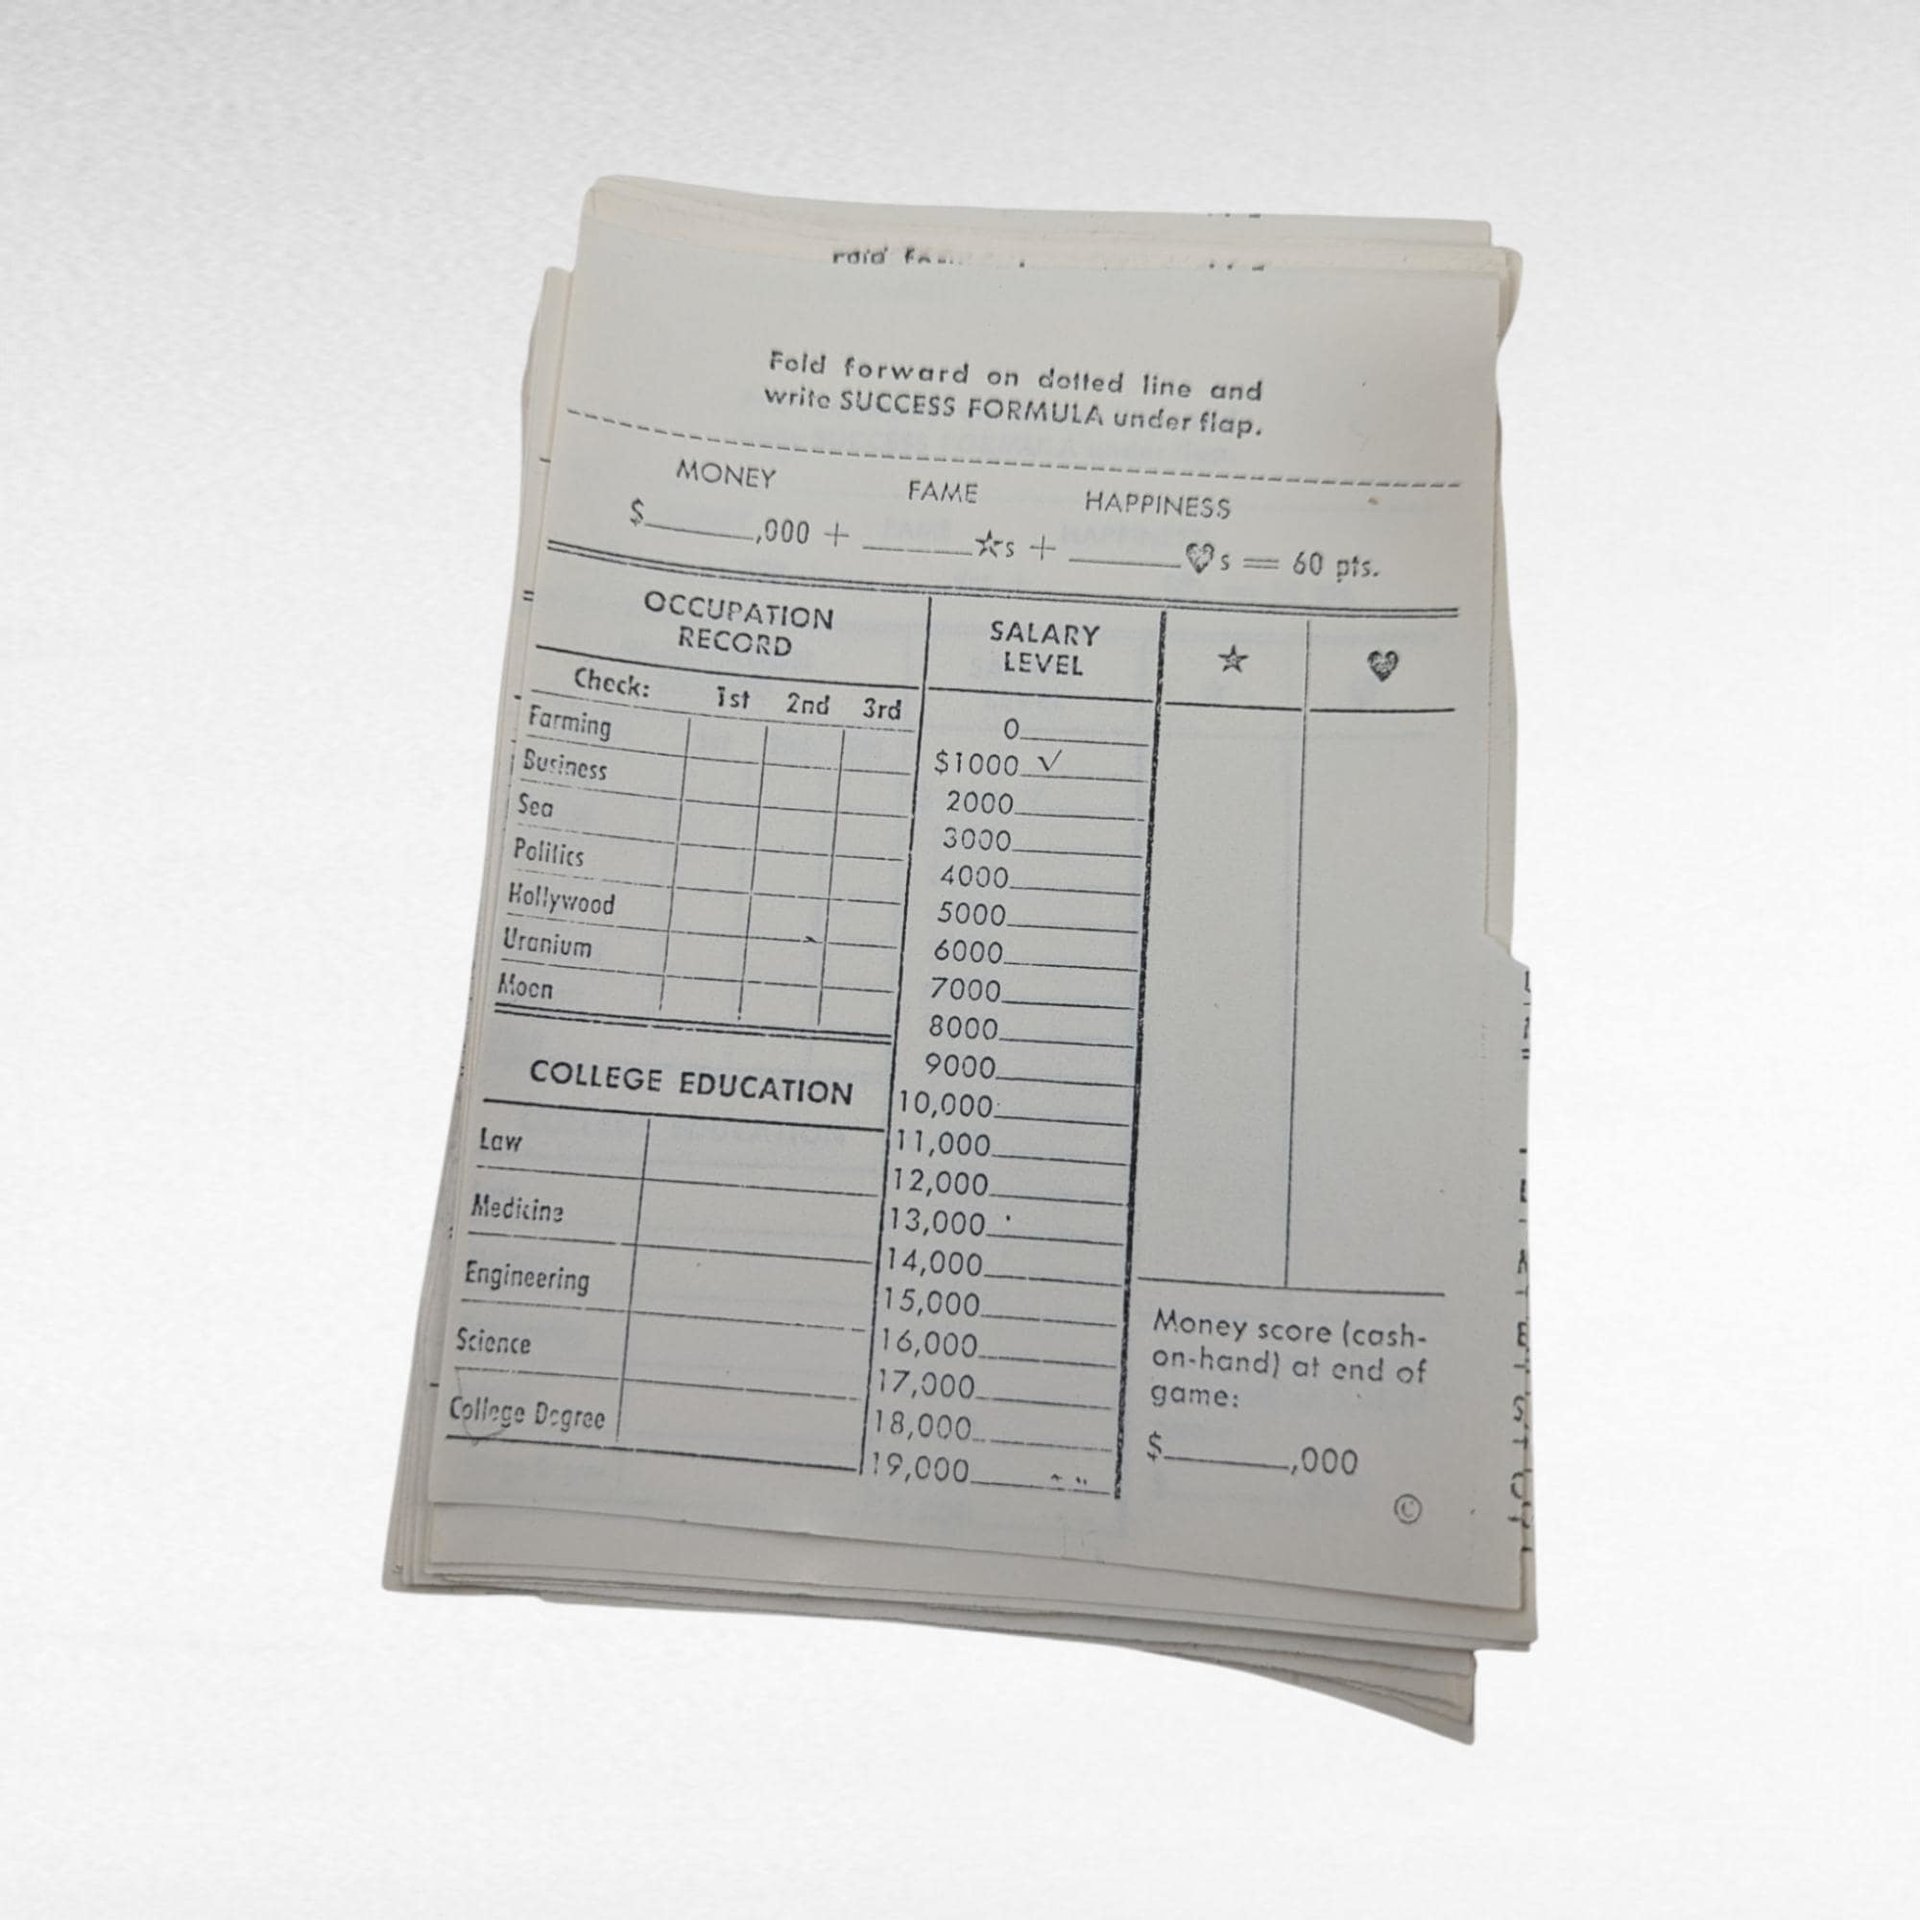 Fold forward on dotted line and
write SUCCESS FORMULA under flap.
MONEY FAME HAPPINESS
$______,000 + ______☆s + ______♡s = 60 pts.
OCCUPATION
RECORD
Check: 1st 2nd 3rd
Farming
Business
Sea
Politics
Hollywood
Uranium
Moon
COLLEGE EDUCATION
Law
Medicine
Engineering
Science
College Degree
SALARY
LEVEL
0
$1000 ✓
2000
3000
4000
5000
6000
7000
8000
9000
10,000
11,000
12,000
13,000
14,000
15,000
16,000
17,000
18,000
19,000
☆ ♡
Money score (cash-
on-hand) at end of
game:
$______,000
©